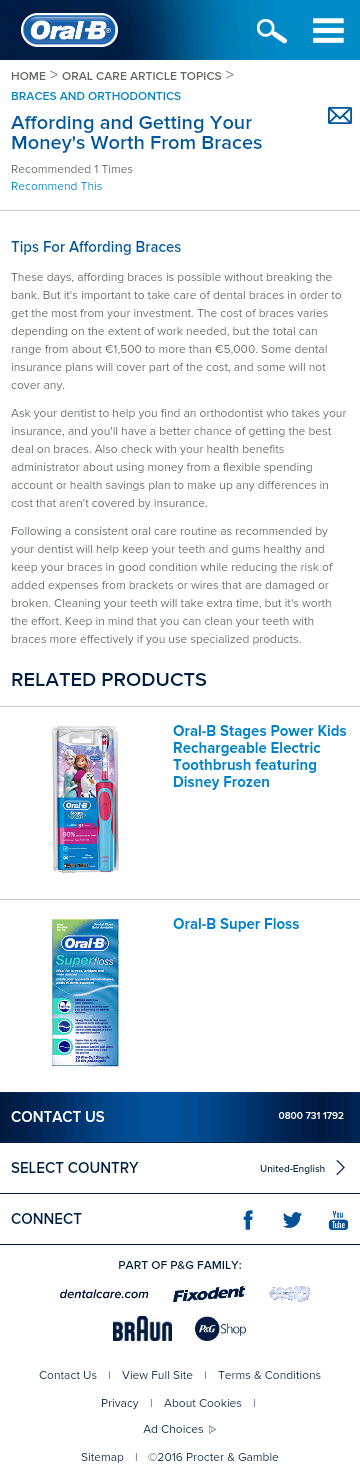 Oral-B
HOME > ORAL CARE ARTICLE TOPICS >
BRACES AND ORTHODONTICS
Affording and Getting Your
Money's Worth From Braces
Recommended 1 Times
Recommend This
Tips For Affording Braces
These days, affording braces is possible without breaking the
bank. But it's important to take care of dental braces in order to
get the most from your investment. The cost of braces varies
depending on the extent of work needed, but the total can
range from about €1,500 to more than €5,000. Some dental
insurance plans will cover part of the cost, and some will not
cover any.
Ask your dentist to help you find an orthodontist who takes your
insurance, and you'll have a better chance of getting the best
deal on braces. Also check with your health benefits
administrator about using money from a flexible spending
account or health savings plan to make up any differences in
cost that aren't covered by insurance.
Following a consistent oral care routine as recommended by
your dentist will help keep your teeth and gums healthy and
keep your braces in good condition while reducing the risk of
added expenses from brackets or wires that are damaged or
broken. Cleaning your teeth will take extra time, but it's worth
the effort. Keep in mind that you can clean your teeth with
braces more effectively if you use specialized products.
RELATED PRODUCTS
Oral-B Stages Power Kids
Rechargeable Electric
Toothbrush featuring
Disney Frozen
Oral-B
90%
Oral-B Super Floss
Oral-B
Superfloss
CONTACT US
0800 731 1792
SELECT COUNTRY
United-English
CONNECT
You
Tube
PART OF P&G FAMILY:
dentalcare.com
Fixodent
BRAUN
P&G Shop
Contact Us | View Full Site | Terms & Conditions
Privacy | About Cookies |
Ad Choices
Sitemap | ©2016 Procter & Gamble